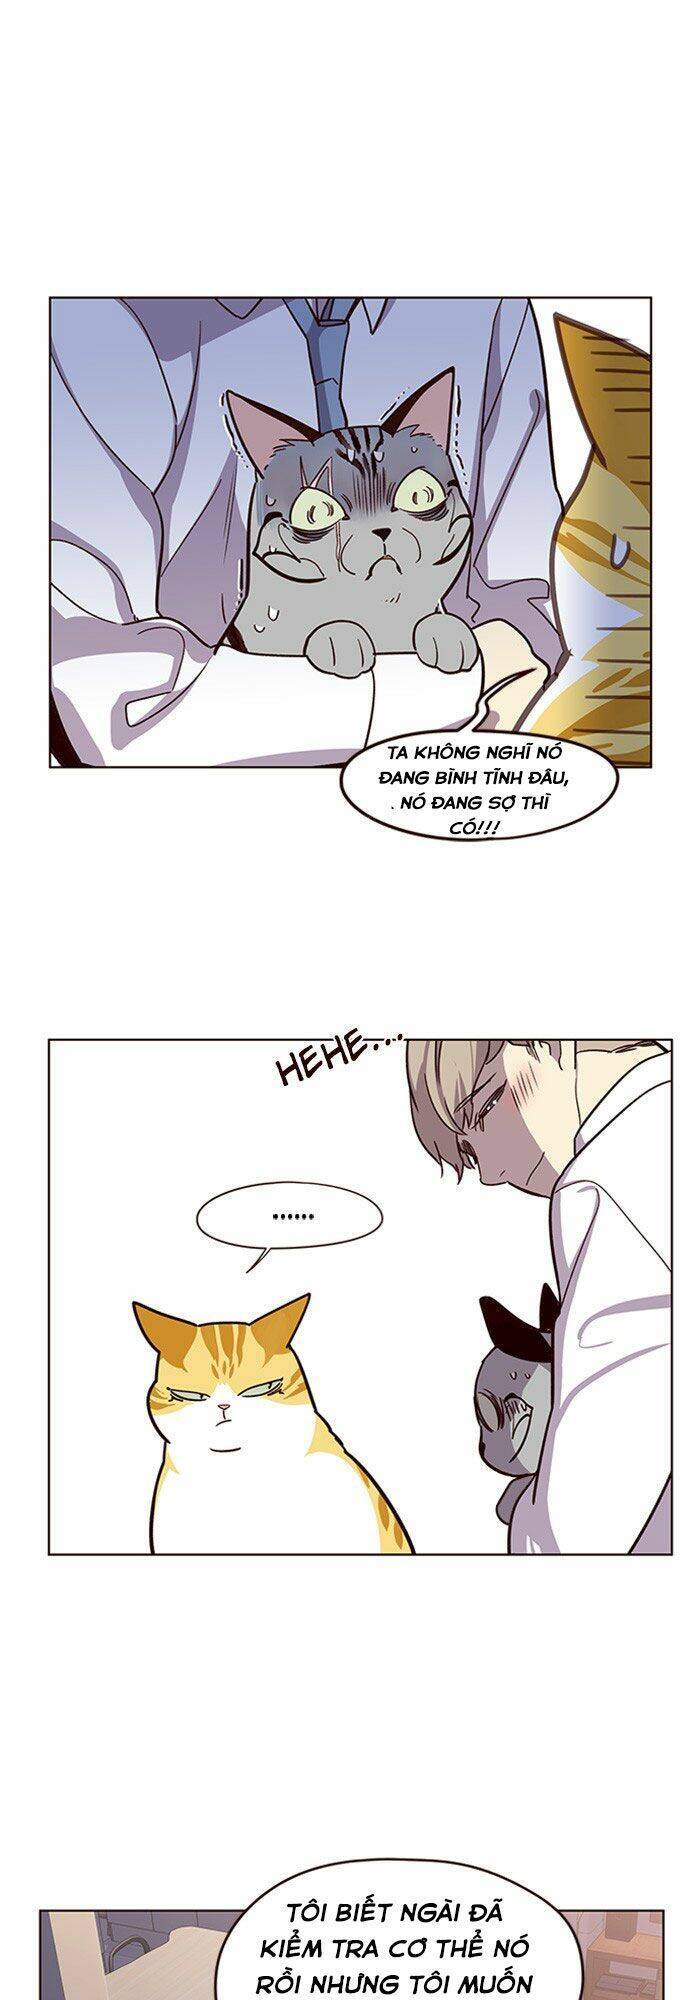 TA KHÔNG NGHĨ NÓ
ĐANG BÌNH TĨNH ĐÂU,
NÓ ĐANG SỢ THÌ
CÓ!!!
HEHE...
......
TÔI BIẾT NGÀI ĐÃ
KIỂM TRA CƠ THỂ NÓ
RỒI NHƯNG TÔI MUỐN